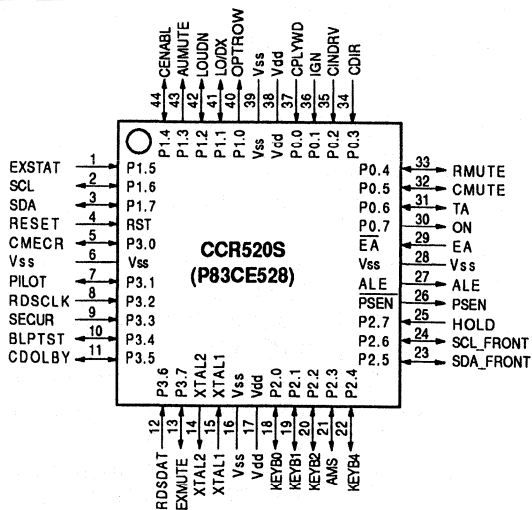 CENABL
AUMUTE
LOUDN
LO/DX
OPTROW
Vss
Vdd
CPLYWD
IGN
CINDRV
CDIR
44
43
42
41
40
39
38
37
36
35
34
P1.4
P1.3
P1.2
P1.1
P1.0
Vss
Vdd
P0.0
P0.1
P0.2
P0.3
EXSTAT 1 P1.5
SCL 2 P1.6
SDA 3 P1.7
RESET 4 RST
CMECR 5 P3.0
Vss 6 Vss
PILOT 7 P3.1
RDSCLK 8 P3.2
SECUR 9 P3.3
BLPTST 10 P3.4
CDOLBY 11 P3.5
CCR520S
(P83CE528)
P0.4 33 RMUTE
P0.5 32 CMUTE
P0.6 31 TA
P0.7 30 ON
EA 29 EA
Vss 28 Vss
ALE 27 ALE
PSEN 26 PSEN
P2.7 25 HOLD
P2.6 24 SCL_FRONT
P2.5 23 SDA_FRONT
P3.6
P3.7
XTAL2
XTAL1
Vss
Vdd
P2.0
P2.1
P2.2
P2.3
P2.4
12
13
14
15
16
17
18
19
20
21
22
RDSDAT
EXMUTE
XTAL2
XTAL1
Vss
Vdd
KEYB0
KEYB1
KEYB2
AMS
KEYB4